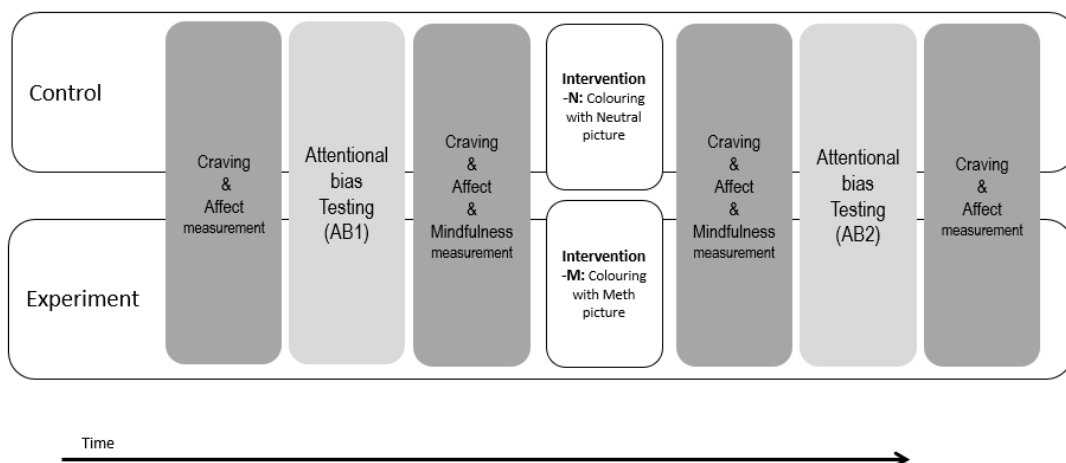 Control
Experiment
Craving
&
Affect
measurement
Attentional
bias
Testing
(AB1)
Craving
&
Affect
&
Mindfulness
measurement
Intervention
-N: Colouring
with Neutral
picture
Intervention
-M: Colouring
with Meth
picture
Craving
&
Affect
&
Mindfulness
measurement
Attentional
bias
Testing
(AB2)
Craving
&
Affect
measurement
Time